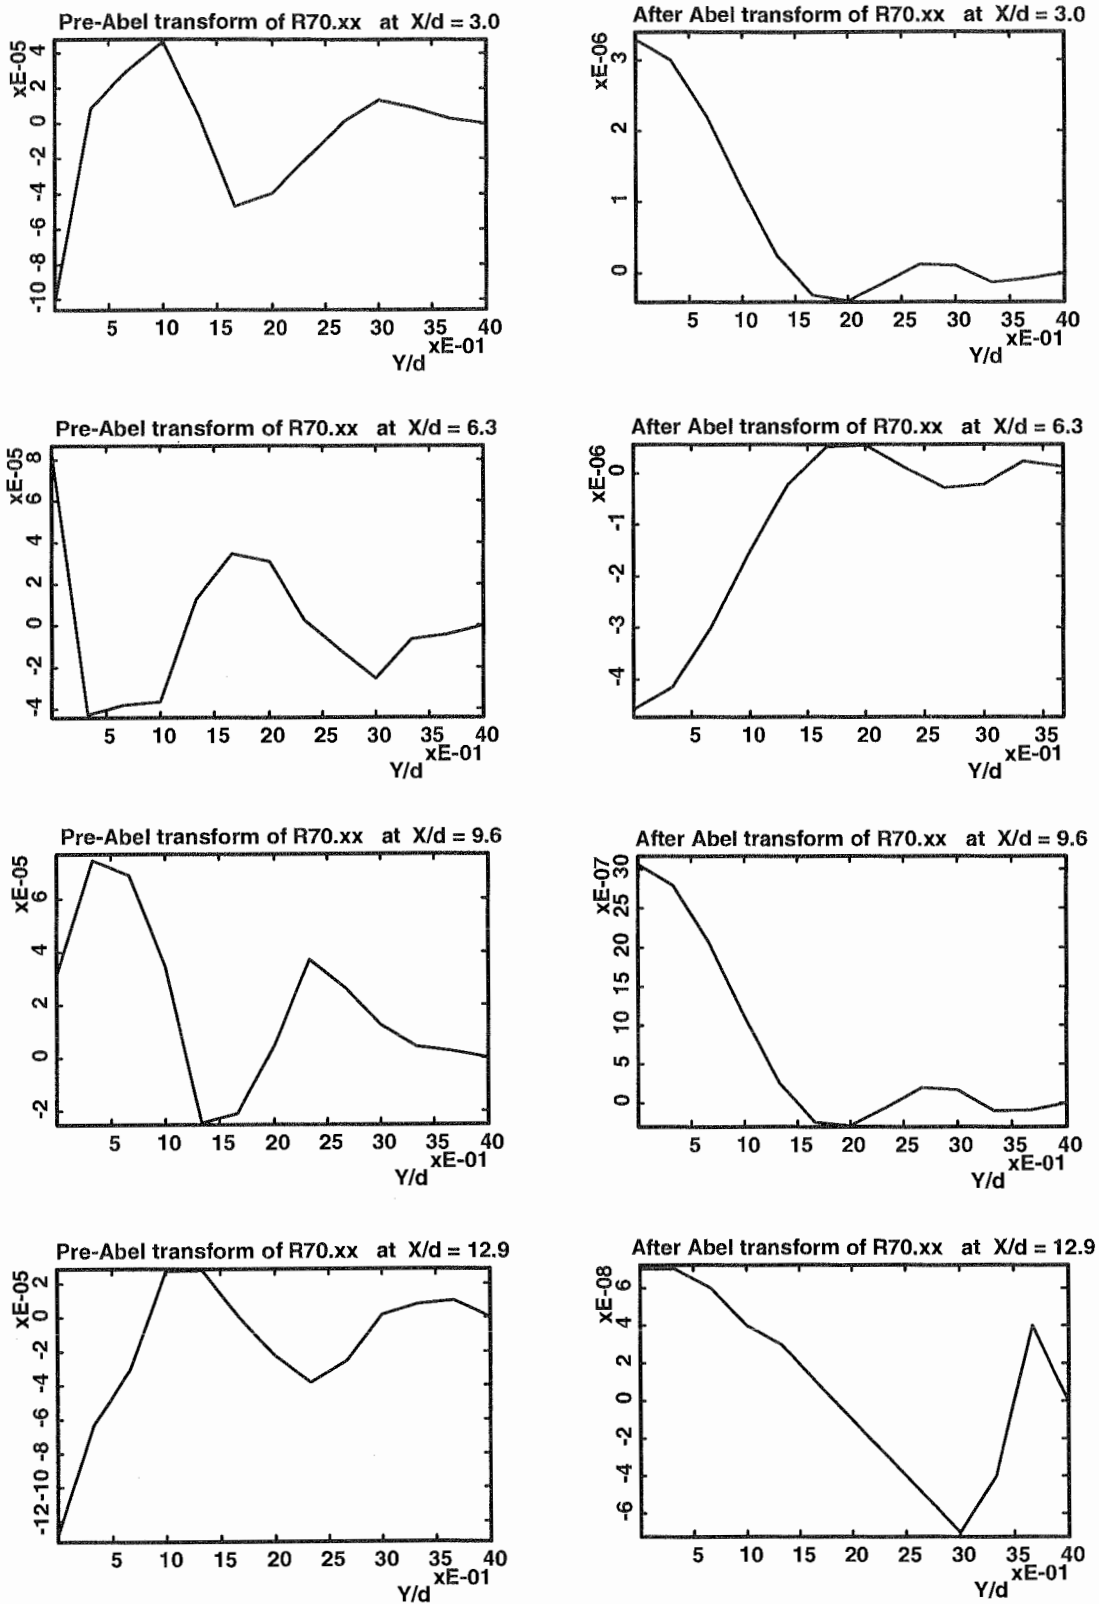 Pre-Abel transform of R70.xx at X/d = 3.0
xE-05
4
2
0
-2
-4
-6
-8
-10
5 10 15 20 25 30 35 40
xE-01
Y/d
After Abel transform of R70.xx at X/d = 3.0
xE-06
3
2
1
0
5 10 15 20 25 30 35 40
xE-01
Y/d
Pre-Abel transform of R70.xx at X/d = 6.3
xE-05
8
6
4
2
0
-2
-4
5 10 15 20 25 30 35 40
xE-01
Y/d
After Abel transform of R70.xx at X/d = 6.3
xE-06
0
-1
-2
-3
-4
5 10 15 20 25 30 35
xE-01
Y/d
Pre-Abel transform of R70.xx at X/d = 9.6
xE-05
6
4
2
0
-2
5 10 15 20 25 30 35 40
xE-01
Y/d
After Abel transform of R70.xx at X/d = 9.6
xE-07
30
25
20
15
10
5
0
5 10 15 20 25 30 35 40
xE-01
Y/d
Pre-Abel transform of R70.xx at X/d = 12.9
xE-05
2
0
-2
-4
-6
-8
-10
-12
5 10 15 20 25 30 35 40
xE-01
Y/d
After Abel transform of R70.xx at X/d = 12.9
xE-08
6
4
2
0
-2
-4
-6
5 10 15 20 25 30 35 40
xE-01
Y/d